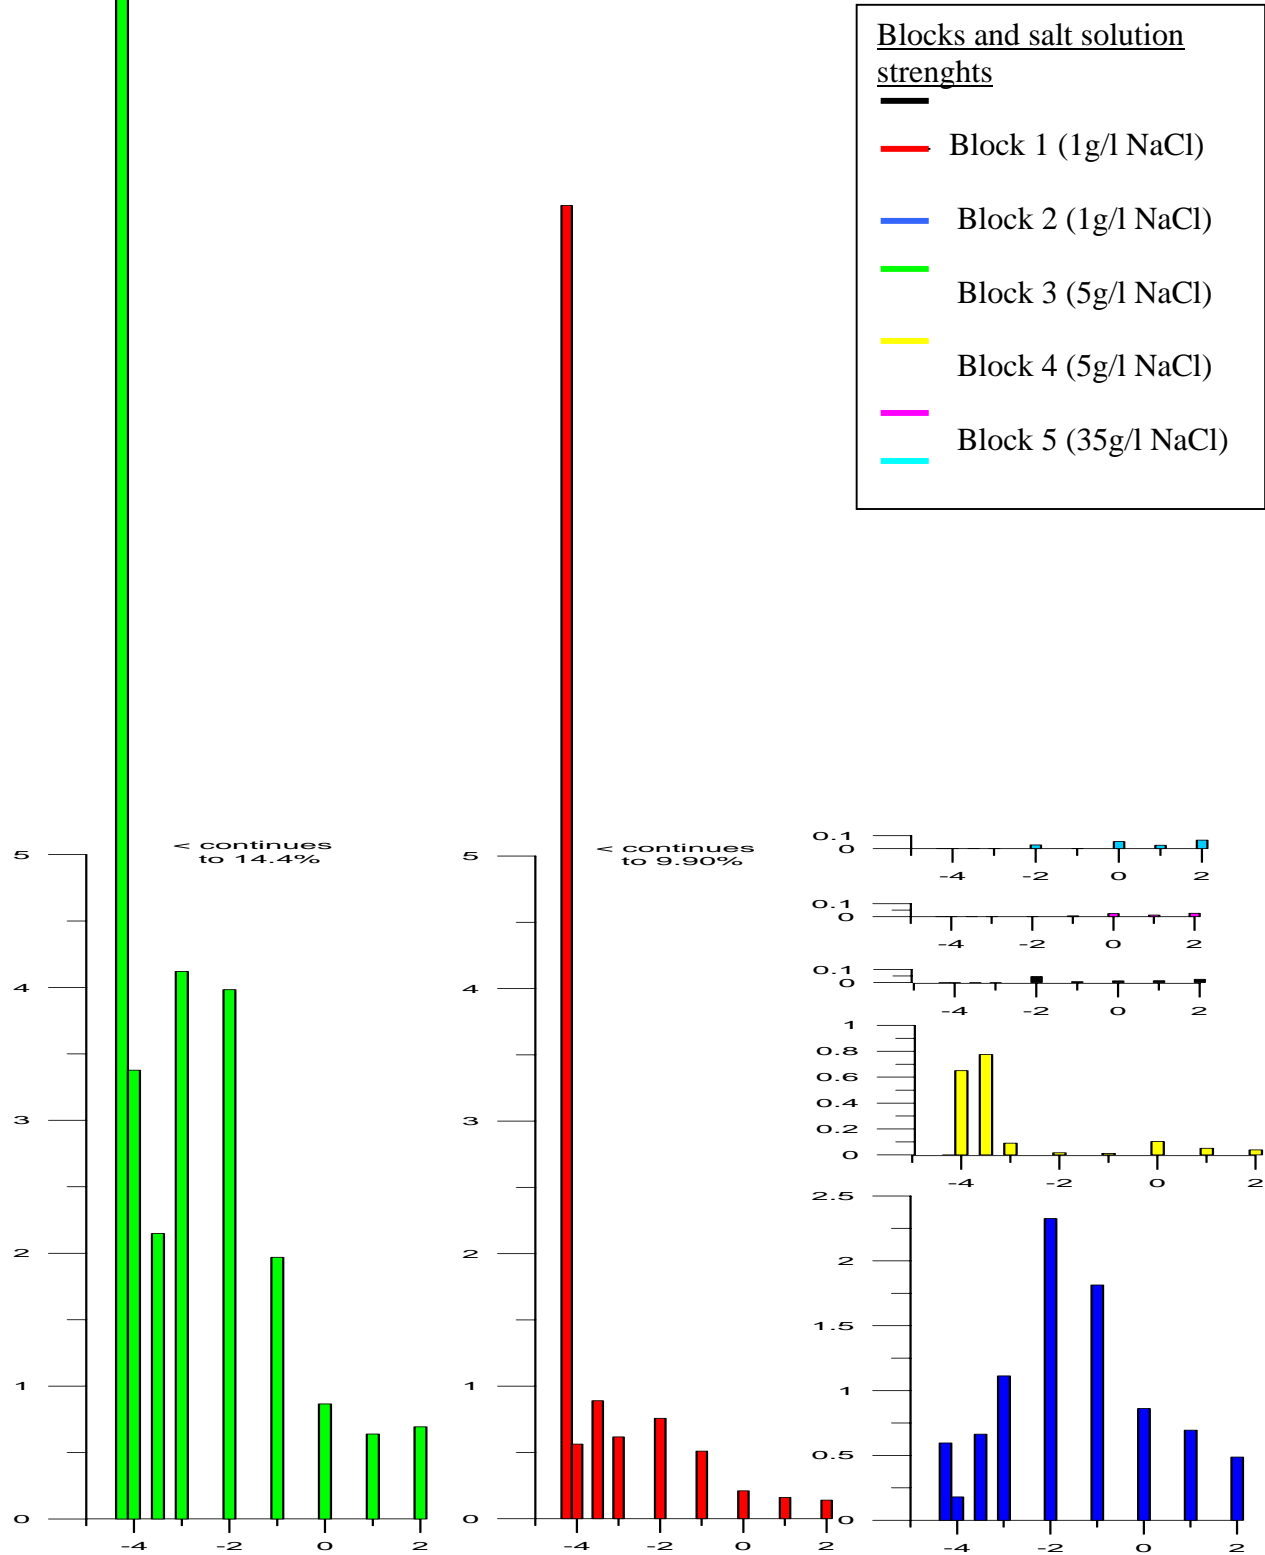 Blocks and salt solution
strenghts
Block 1 (1g/l NaCl)
Block 2 (1g/l NaCl)
Block 3 (5g/l NaCl)
Block 4 (5g/l NaCl)
Block 5 (35g/l NaCl)
< continues
to 14.4%
5
4
3
2
1
0
-4 -2 0 2
< continues
to 9.90%
5
4
3
2
1
0
-4 -2 0 2
0.1
0
-4 -2 0 2
0.1
0
-4 -2 0 2
0.1
0
-4 -2 0 2
1
0.8
0.6
0.4
0.2
0
-4 -2 0 2
2.5
2
1.5
1
0.5
0
-4 -2 0 2